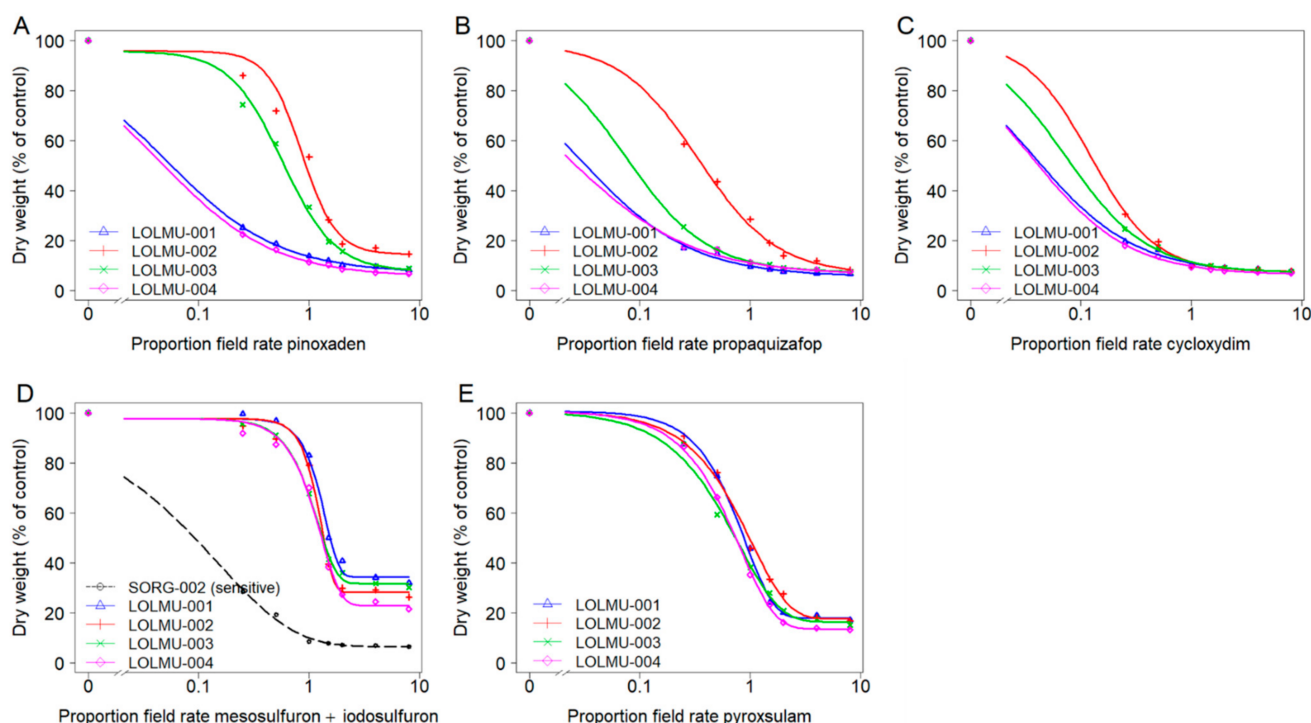 A
Dry weight (% of control)
100
80
60
40
20
0
LOLMU-001
LOLMU-002
LOLMU-003
LOLMU-004
0 0.1 1 10
Proportion field rate pinoxaden
B
Dry weight (% of control)
100
80
60
40
20
0
LOLMU-001
LOLMU-002
LOLMU-003
LOLMU-004
0 0.1 1 10
Proportion field rate propaquizafop
C
Dry weight (% of control)
100
80
60
40
20
0
LOLMU-001
LOLMU-002
LOLMU-003
LOLMU-004
0 0.1 1 10
Proportion field rate cycloxydim
D
Dry weight (% of control)
100
80
60
40
20
0
SORG-002 (sensitive)
LOLMU-001
LOLMU-002
LOLMU-003
LOLMU-004
0 0.1 1 10
Proportion field rate mesosulfuron + iodosulfuron
E
Dry weight (% of control)
100
80
60
40
20
0
LOLMU-001
LOLMU-002
LOLMU-003
LOLMU-004
0 0.1 1 10
Proportion field rate pyroxsulam